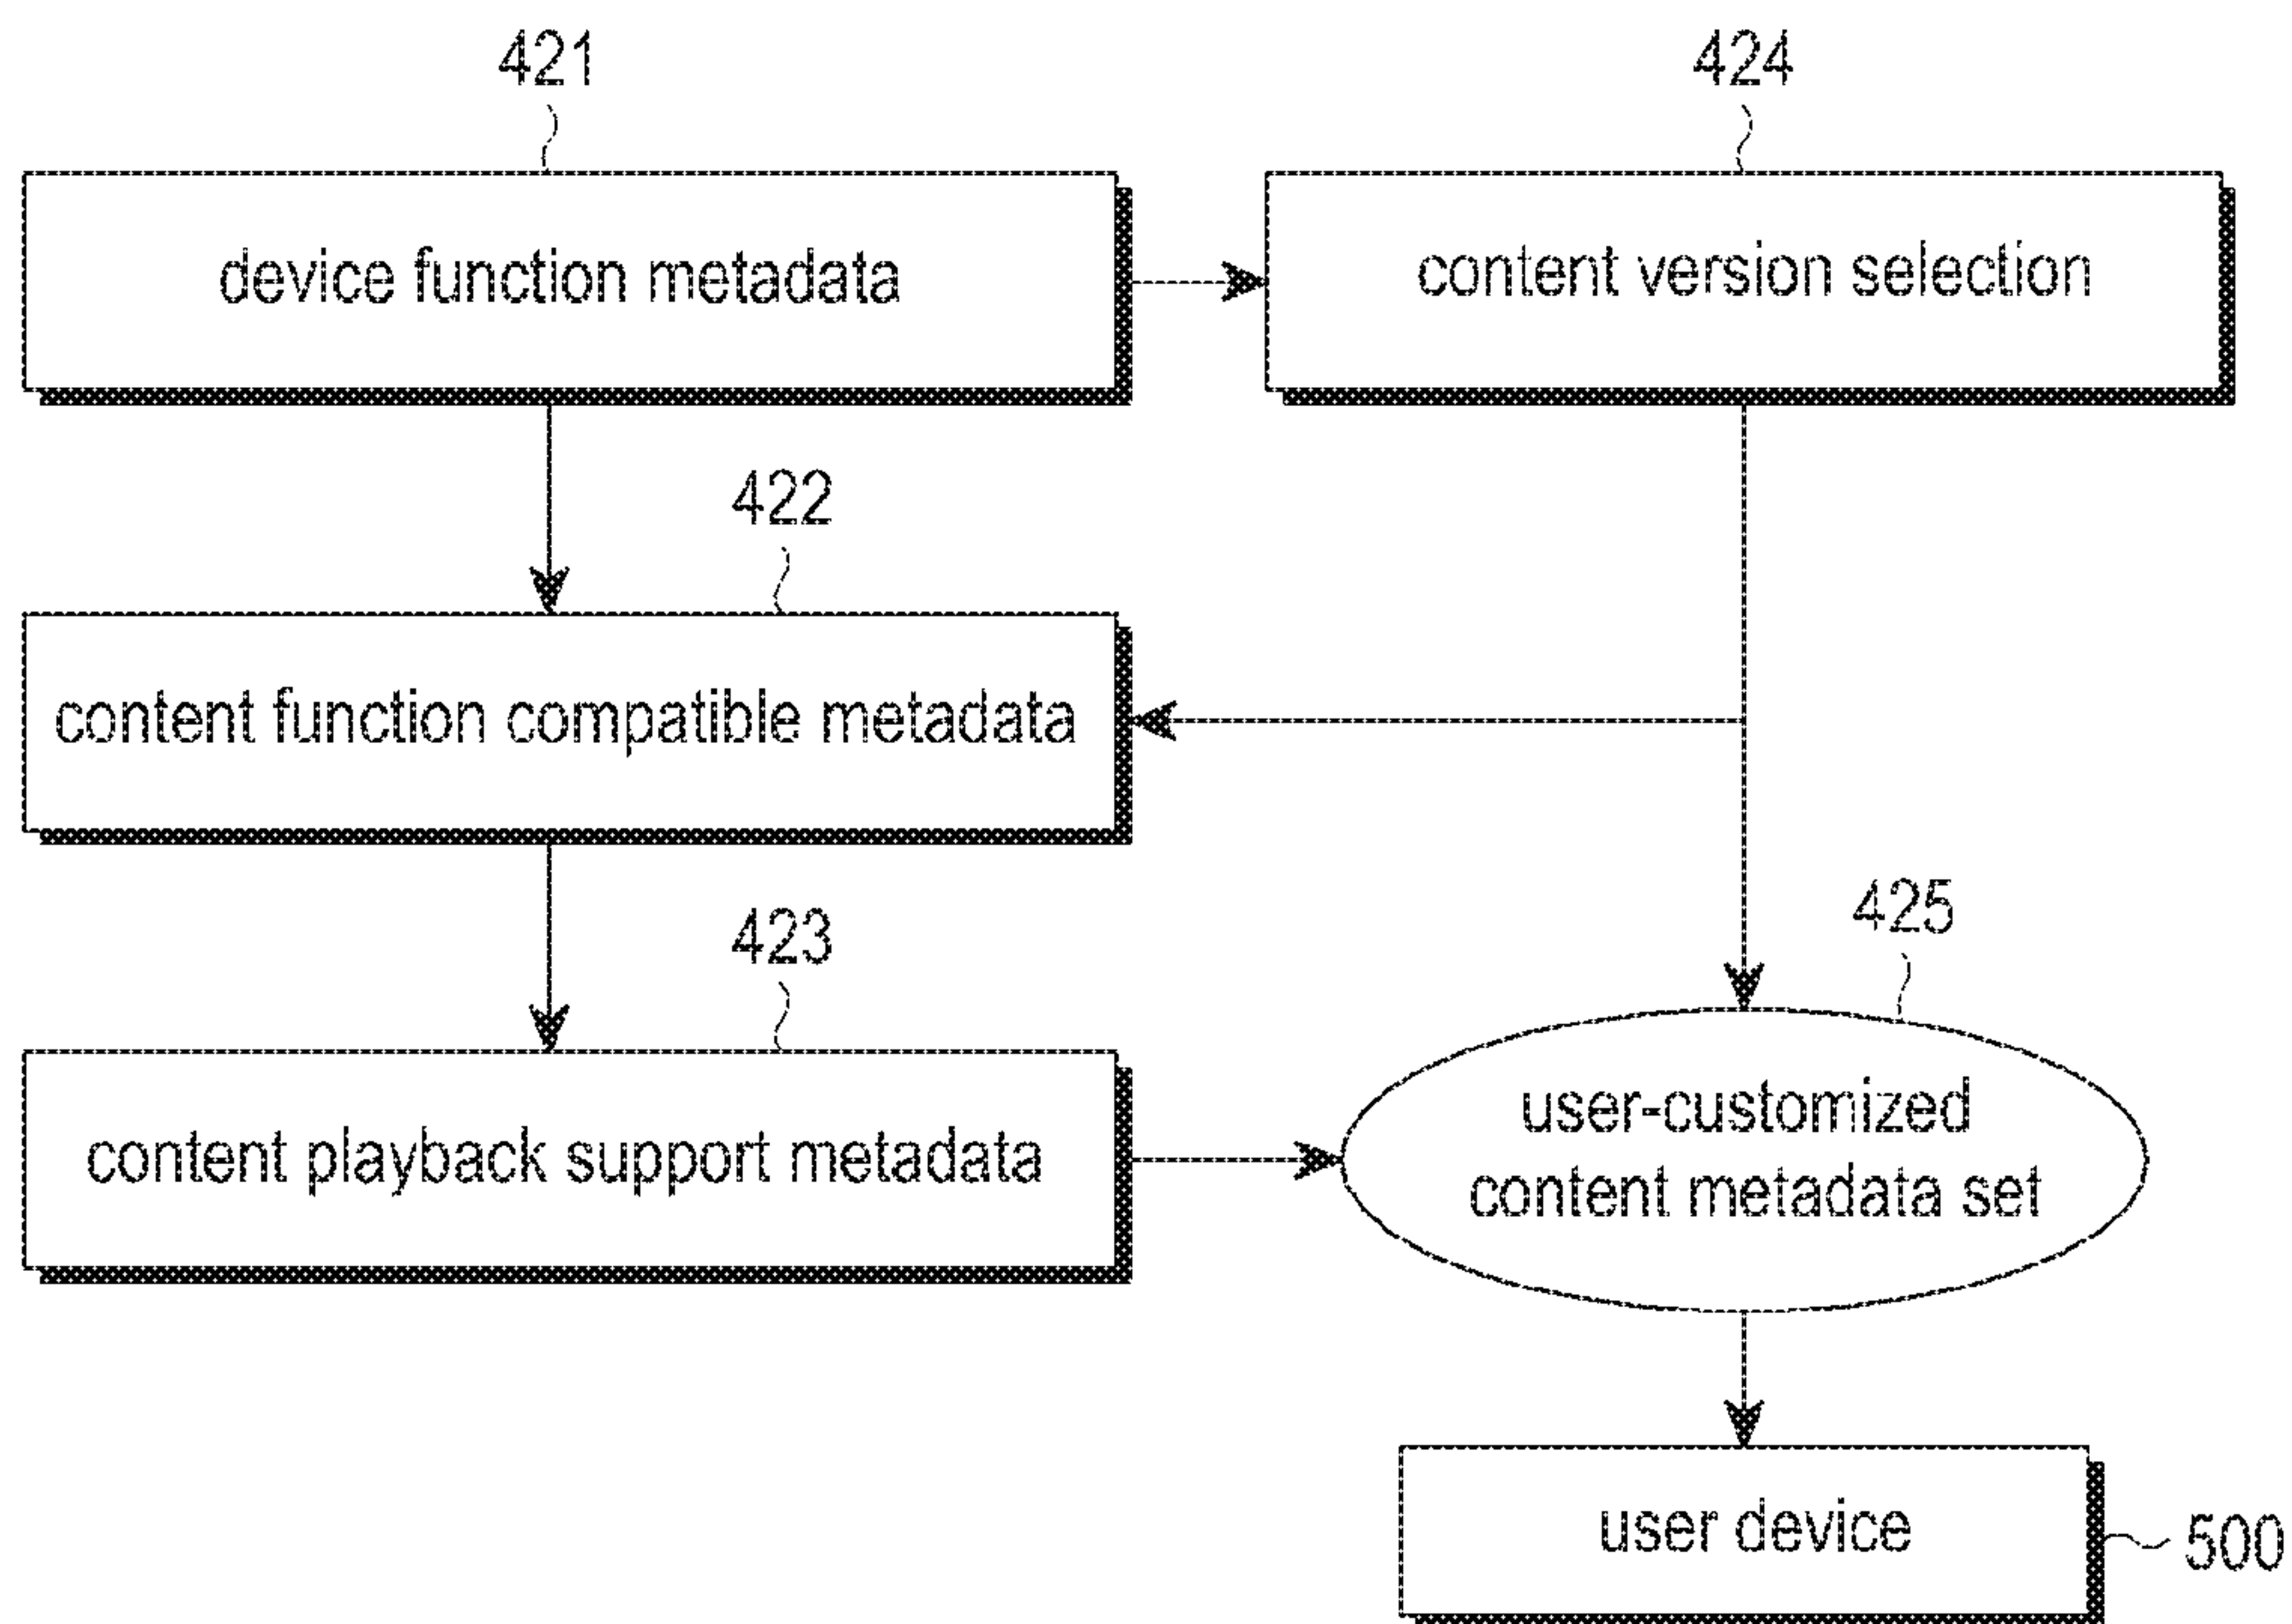 421
424
device function metadata
content version selection
422
content function compatible metadata
423
425
content playback support metadata
user-customized
content metadata set
user device
500